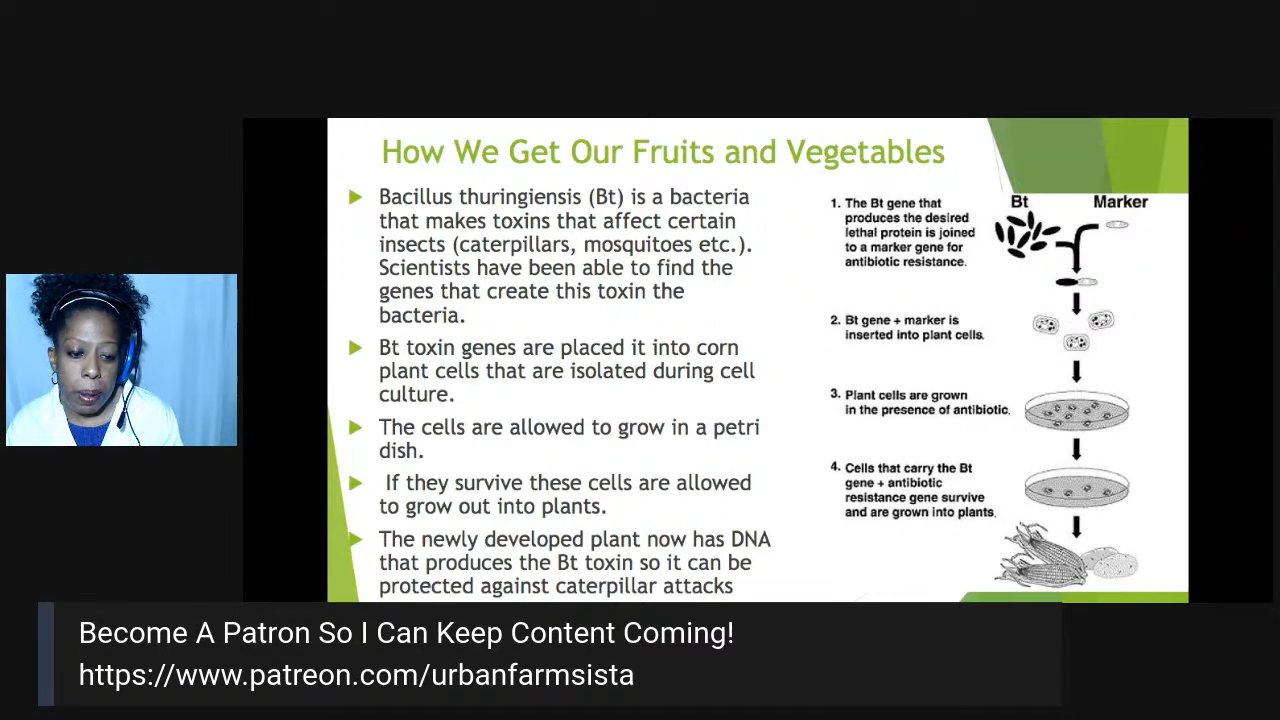 How We Get Our Fruits and Vegetables
Bacillus thuringiensis (Bt) is a bacteria
that makes toxins that affect certain
insects (caterpillars, mosquitoes etc.).
Scientists have been able to find the
genes that create this toxin the
bacteria.
Bt toxin genes are placed it into corn
plant cells that are isolated during cell
culture.
The cells are allowed to grow in a petri
dish.
If they survive these cells are allowed
to grow out into plants.
The newly developed plant now has DNA
that produces the Bt toxin so it can be
protected against caterpillar attacks
Bt Marker
1. The Bt gene that
produces the desired
lethal protein is joined
to a marker gene for
antibiotic resistance.
2. Bt gene + marker is
inserted into plant cells.
3. Plant cells are grown
in the presence of antibiotic.
4. Cells that carry the Bt
gene + antibiotic
resistance gene survive
and are grown into plants.
Become A Patron So I Can Keep Content Coming!
https://www.patreon.com/urbanfarmsista